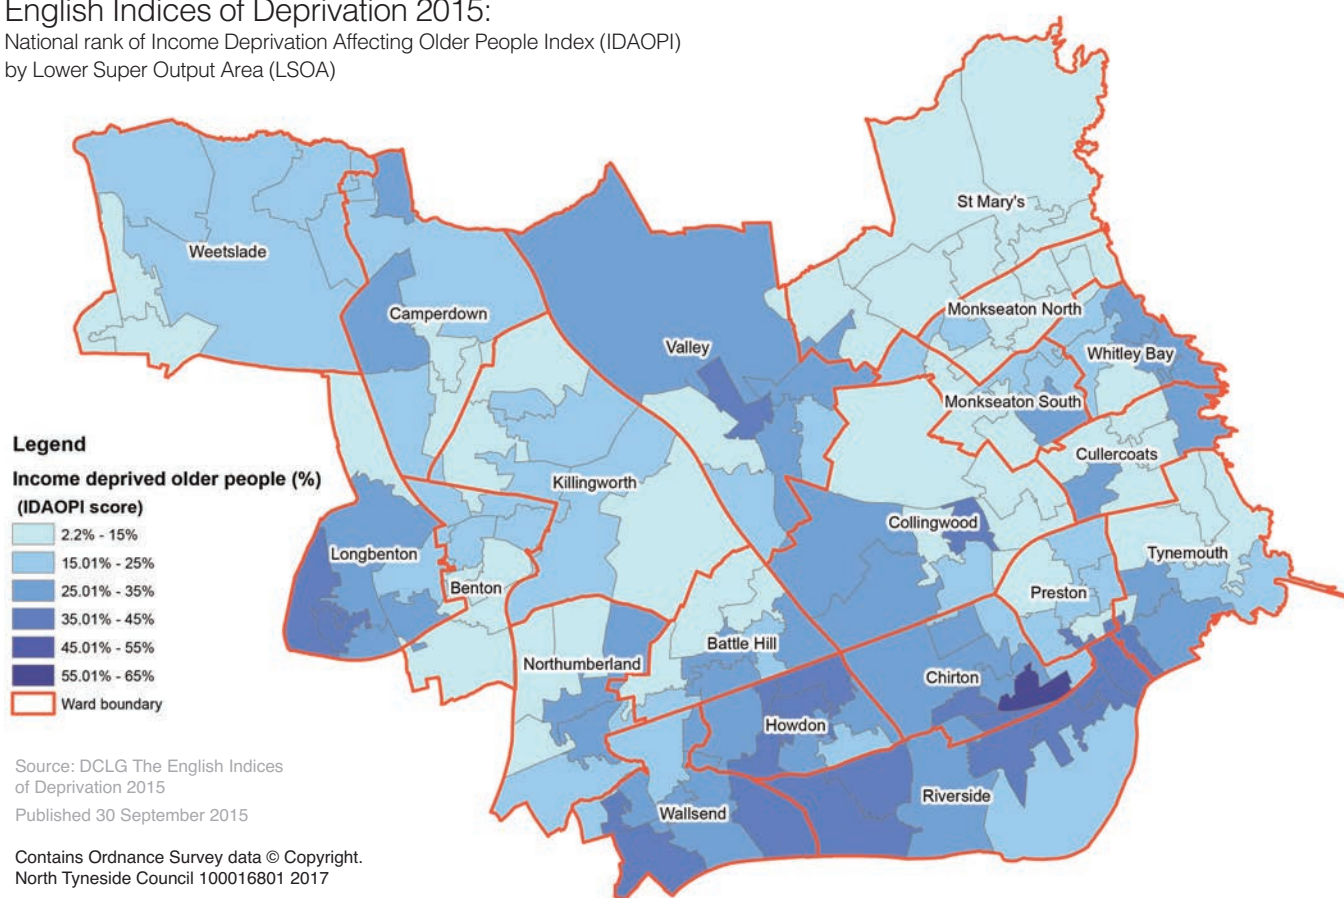 English Indices of Deprivation 2015:
National rank of Income Deprivation Affecting Older People Index (IDAOPI)
by Lower Super Output Area (LSOA)
St Mary's
Weetslade
Monkseaton North
Camperdown
Valley
Whitley Bay
Monkseaton South
Cullercoats
Killingworth
Collingwood
Longbenton
Tynemouth
Benton
Preston
Battle Hill
Northumberland
Chirton
Howdon
Riverside
Wallsend
Legend
Income deprived older people (%)
(IDAOPI score)
2.2% - 15%
15.01% - 25%
25.01% - 35%
35.01% - 45%
45.01% - 55%
55.01% - 65%
Ward boundary
Source: DCLG The English Indices
of Deprivation 2015
Published 30 September 2015
Contains Ordnance Survey data © Copyright.
North Tyneside Council 100016801 2017